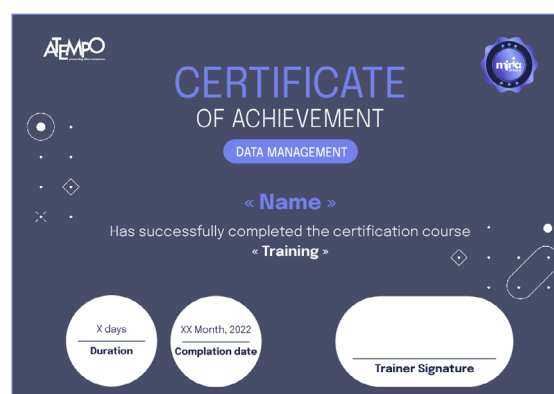 ATEMPO
miria
CERTIFICATE
OF ACHIEVEMENT
DATA MANAGEMENT
« Name »
Has successfully completed the certification course
« Training »
X days
Duration
XX Month, 2022
Complation date
Trainer Signature